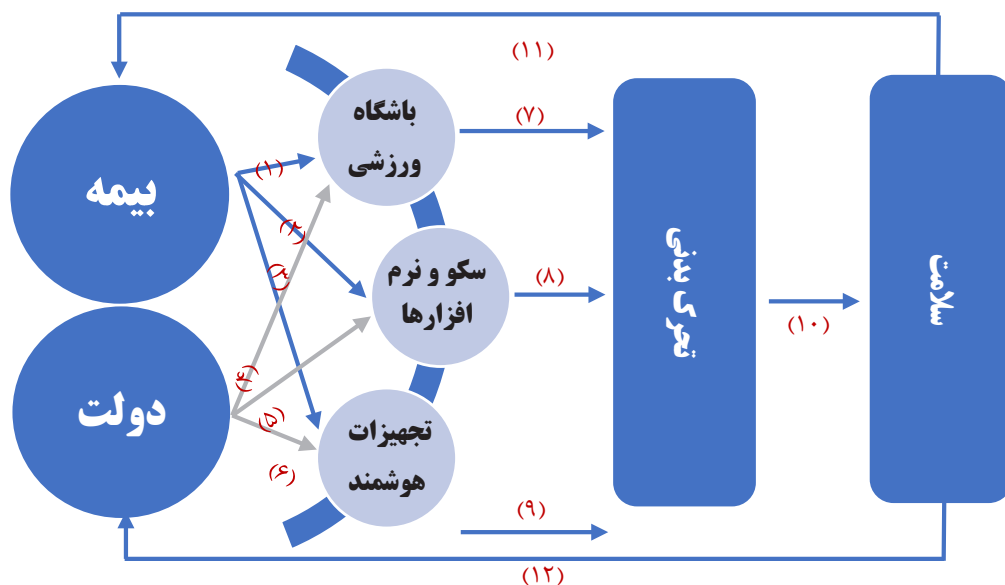 (۱۱)
باشگاه
ورزشی
(۷)
بیمه
(۱)
(۲)
(۳)
سکو و نرم
افزارها
(۸)
تحرک بدنی
سلامت
(۱۰)
دولت
(۴)
(۵)
(۶)
تجهیزات
هوشمند
(۹)
(۱۲)